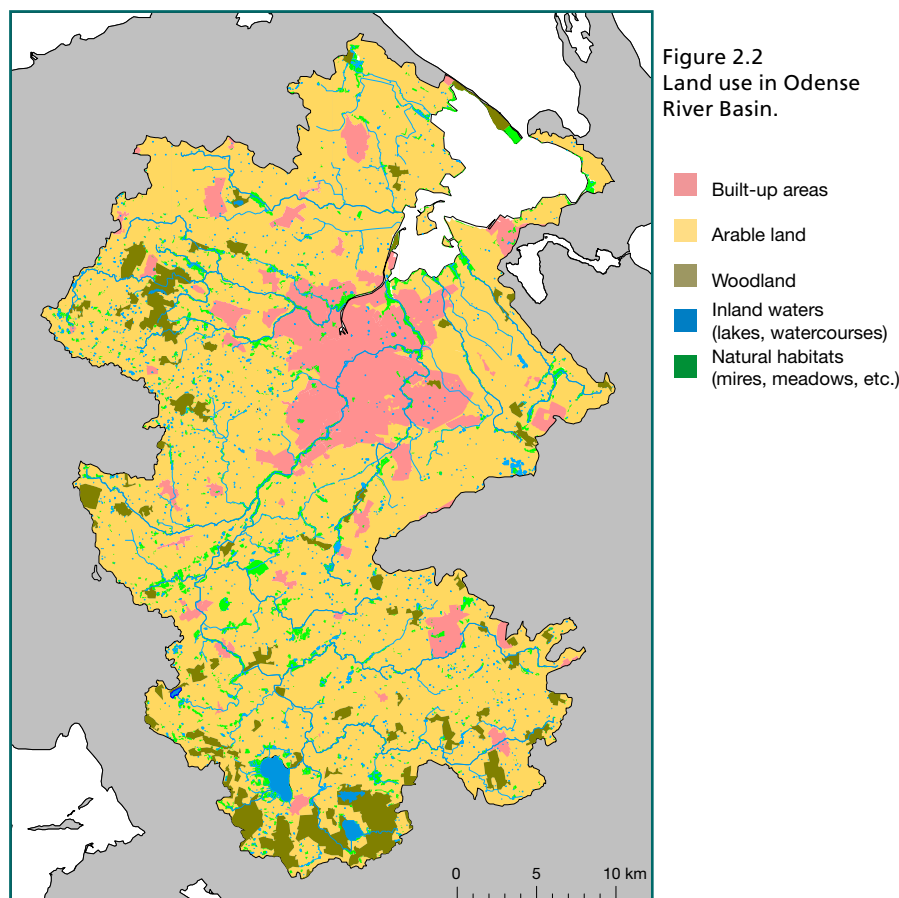 Figure 2.2
Land use in Odense
River Basin.
Built-up areas
Arable land
Woodland
Inland waters
(lakes, watercourses)
Natural habitats
(mires, meadows, etc.)
0 5 10 km